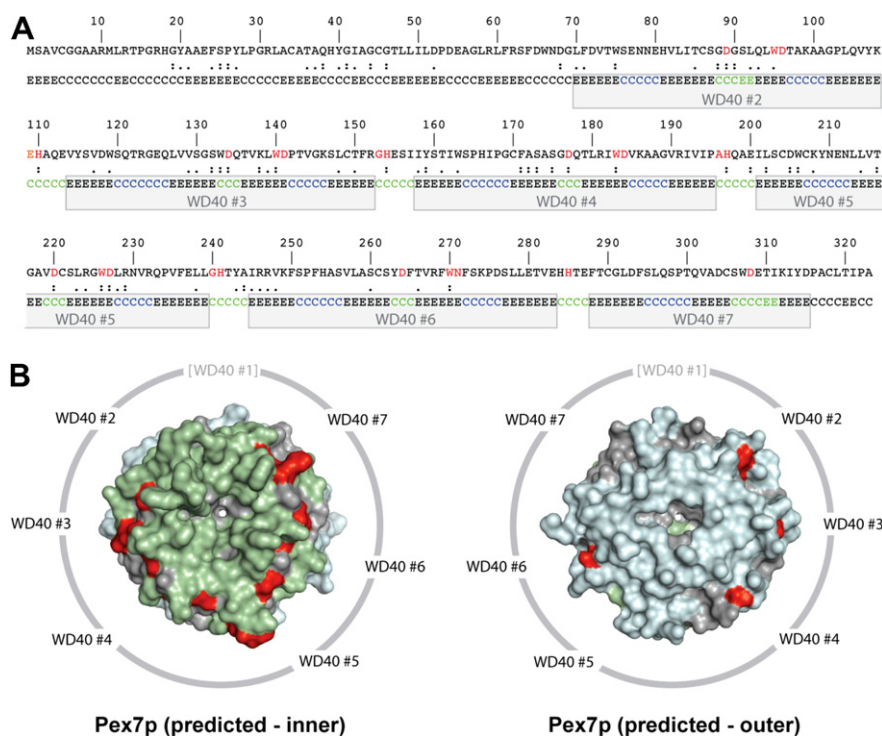 A
10 20 30 40 50 60 70 80 90 100
MSAVCGGAARMLRTPGRHGYAAEFSPYLPGRLACATAQHYGIAGCGTLLILDPDEAGLRLFRSFDWNDGLFDVTWSENNEHVLITCSGDGSLQLWDTAKAAGPLQVYK
WD40 #2
110 120 130 140 150 160 170 180 190 200 210
EHAQEVYSVDWSQTRGEQLVVSGSWDQTVKLWDPTVGKSLCTFRGHESIIYSTIWSPHIPGCFASASGDQTLRIWDVKAAGVRIVIPAHQAEILSCDWCKYNENLLVT
WD40 #3 WD40 #4 WD40 #5
220 230 240 250 260 270 280 290 300 310 320
GAVDCSLRGWDLRNVRQPVFELLGHTYAIRRVKFSPFHASVLASCSYDFTVRFWNFSKPDSLLETVEHHTEFTCGLDFSLQSPTQVADCSWDETIKIYDPACLTIPA
WD40 #5 WD40 #6 WD40 #7
B
[WD40 #1]
WD40 #2
WD40 #7
WD40 #3
WD40 #6
WD40 #4
WD40 #5
Pex7p (predicted - inner)
[WD40 #1]
WD40 #7
WD40 #2
WD40 #3
WD40 #6
WD40 #4
WD40 #5
Pex7p (predicted - outer)